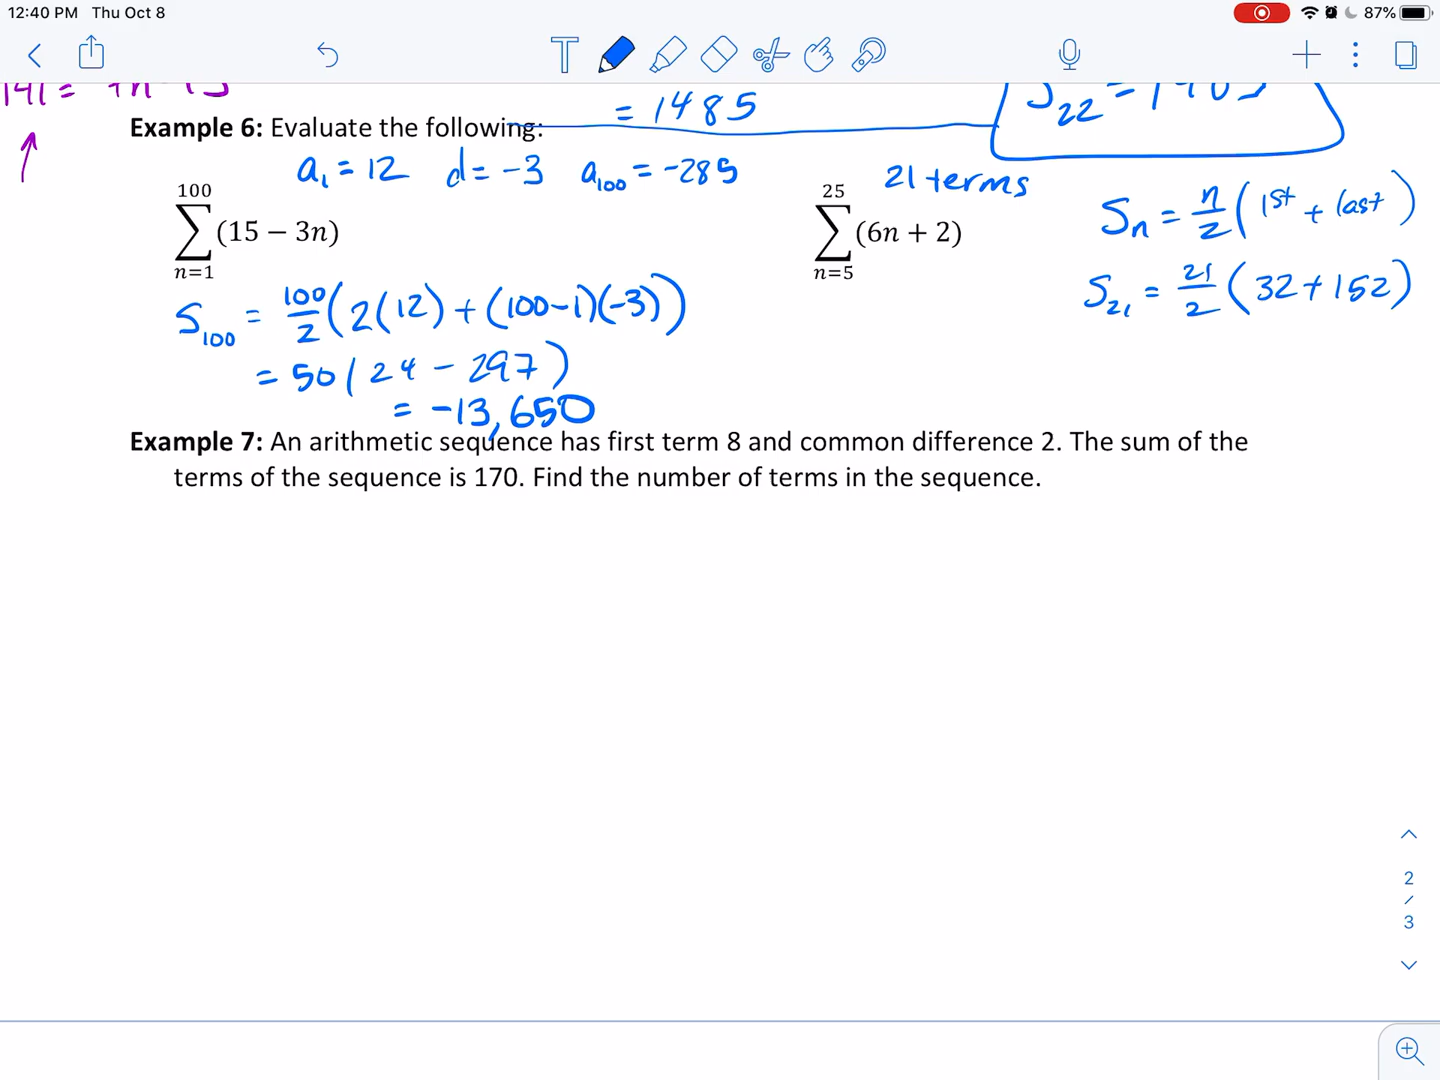 12:40 PM Thu Oct 8 87%
T
141 = 
= 1485
S₂₂ = 1485
Example 6: Evaluate the following:
a₁ = 12 d = -3 a₁₀₀ = -285
21 terms
100
∑ (15 − 3n)
n=1
25
∑ (6n + 2)
n=5
Sₙ = n/2 (1st + last)
S₂₁ = 21/2 (32 + 152)
S₁₀₀ = 100/2 (2(12) + (100-1)(-3))
= 50(24 - 297)
= -13,650
Example 7: An arithmetic sequence has first term 8 and common difference 2. The sum of the
terms of the sequence is 170. Find the number of terms in the sequence.
2
/
3